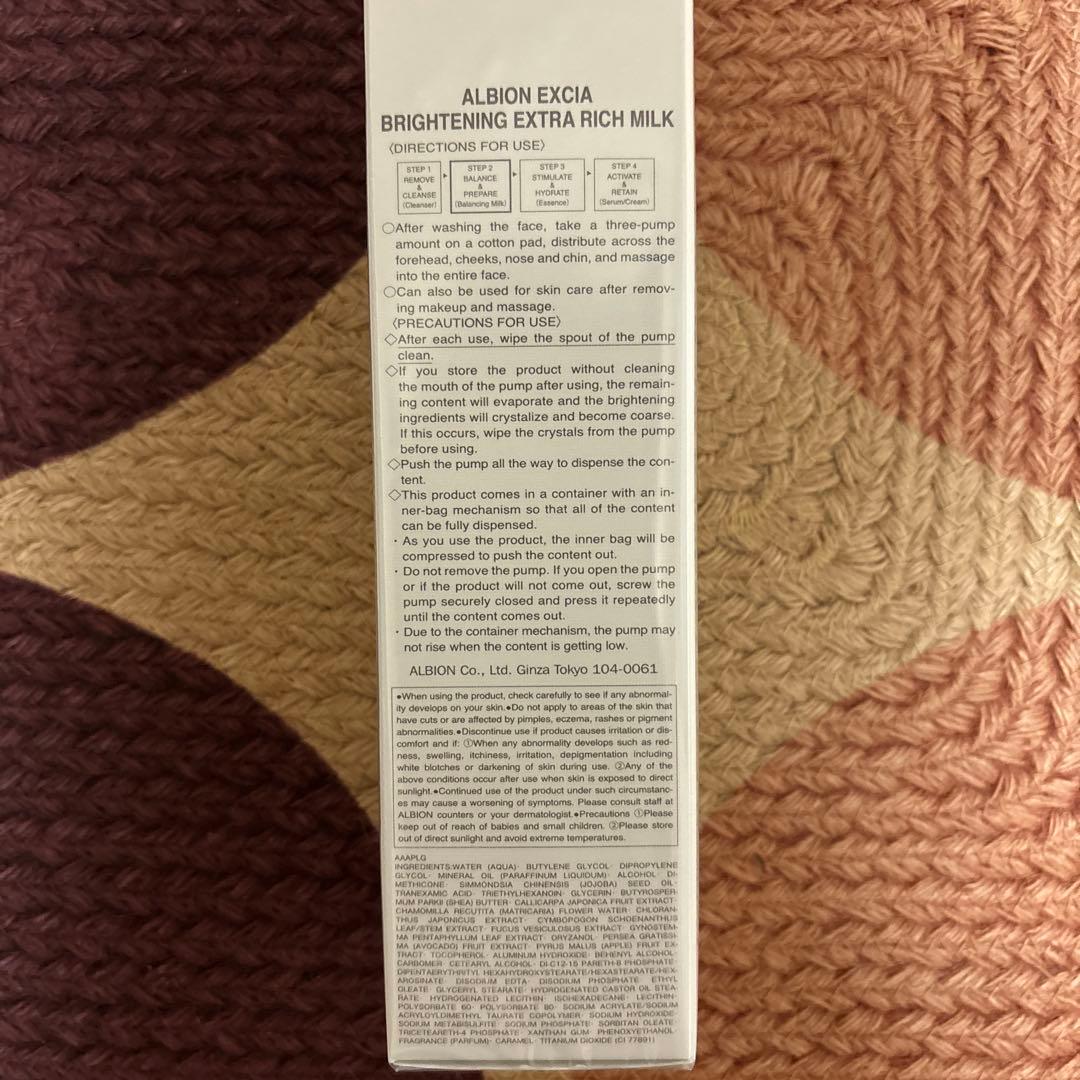 ALBION EXCIA
BRIGHTENING EXTRA RICH MILK
〈DIRECTIONS FOR USE〉
STEP 1
REMOVE
&
CLEANSE
(Cleanser)
STEP 2
BALANCE
&
PREPARE
(Balancing Milk)
STEP 3
STIMULATE
&
HYDRATE
(Essence)
STEP 4
ACTIVATE
&
RETAIN
(Serum/Cream)
○After washing the face, take a three-pump
amount on a cotton pad, distribute across the
forehead, cheeks, nose and chin, and massage
into the entire face.
○Can also be used for skin care after remov-
ing makeup and massage.
〈PRECAUTIONS FOR USE〉
◇After each use, wipe the spout of the pump
clean.
◇If you store the product without cleaning
the mouth of the pump after using, the remain-
ing content will evaporate and the brightening
ingredients will crystalize and become coarse.
If this occurs, wipe the crystals from the pump
before using.
◇Push the pump all the way to dispense the con-
tent.
◇This product comes in a container with an in-
ner-bag mechanism so that all of the content
can be fully dispensed.
・As you use the product, the inner bag will be
compressed to push the content out.
・Do not remove the pump. If you open the pump
or if the product will not come out, screw the
pump securely closed and press it repeatedly
until the content comes out.
・Due to the container mechanism, the pump may
not rise when the content is getting low.
ALBION Co., Ltd. Ginza Tokyo 104-0061
●When using the product, check carefully to see if any abnormal-
ity develops on your skin.●Do not apply to areas of the skin that
have cuts or are affected by pimples, eczema, rashes or pigment
abnormalities.●Discontinue use if product causes irritation or dis-
comfort and if: ①When any abnormality develops such as red-
ness, swelling, itchiness, irritation, depigmentation including
white blotches or darkening of skin during use. ②Any of the
above conditions occur after use when skin is exposed to direct
sunlight.●Continued use of the product under such circumstanc-
es may cause a worsening of symptoms. Please consult staff at
ALBION counters or your dermatologist.●Precautions ①Please
keep out of reach of babies and small children. ②Please store
out of direct sunlight and avoid extreme temperatures.
AAAPLG
INGREDIENTS:WATER (AQUA)· BUTYLENE GLYCOL· DIPROPYLENE
GLYCOL· MINERAL OIL (PARAFFINUM LIQUIDUM)· ALCOHOL· DI-
METHICONE· SIMMONDSIA CHINENSIS (JOJOBA) SEED OIL·
TRANEXAMIC ACID· TRIETHYLHEXANOIN· GLYCERIN· BUTYROSPER-
MUM PARKII (SHEA) BUTTER· CALLICARPA JAPONICA FRUIT EXTRACT·
CHAMOMILLA RECUTITA (MATRICARIA) FLOWER WATER· CHLORAN-
THUS JAPONICUS EXTRACT· CYMBOPOGON SCHOENANTHUS
LEAF/STEM EXTRACT· FUCUS VESICULOSUS EXTRACT· GYNOSTEM-
MA PENTAPHYLLUM LEAF EXTRACT· ORYZANOL· PERSEA GRATISSI-
MA (AVOCADO) FRUIT EXTRACT· PYRUS MALUS (APPLE) FRUIT EX-
TRACT· TOCOPHEROL· ALUMINUM HYDROXIDE· BEHENYL ALCOHOL·
CARBOMER· CETEARYL ALCOHOL· DI-C12-15 PARETH-8 PHOSPHATE·
DIPENTAERYTHRITYL HEXAHYDROXYSTEARATE/HEXASTEARATE/HEX-
AROSINATE· DISODIUM EDTA· DISODIUM PHOSPHATE· ETHYL
OLEATE· GLYCERYL STEARATE· HYDROGENATED CASTOR OIL STEA-
RATE· HYDROGENATED LECITHIN· ISOHEXADECANE· LECITHIN·
POLYSORBATE 60· POLYSORBATE 80· SODIUM ACRYLATE/SODIUM
ACRYLOYLDIMETHYL TAURATE COPOLYMER· SODIUM HYDROXIDE·
SODIUM METABISULFITE· SODIUM PHOSPHATE· SORBITAN OLEATE·
TRICETEARETH-4 PHOSPHATE· XANTHAN GUM· PHENOXYETHANOL·
FRAGRANCE (PARFUM)· CARAMEL· TITANIUM DIOXIDE (CI 77891)